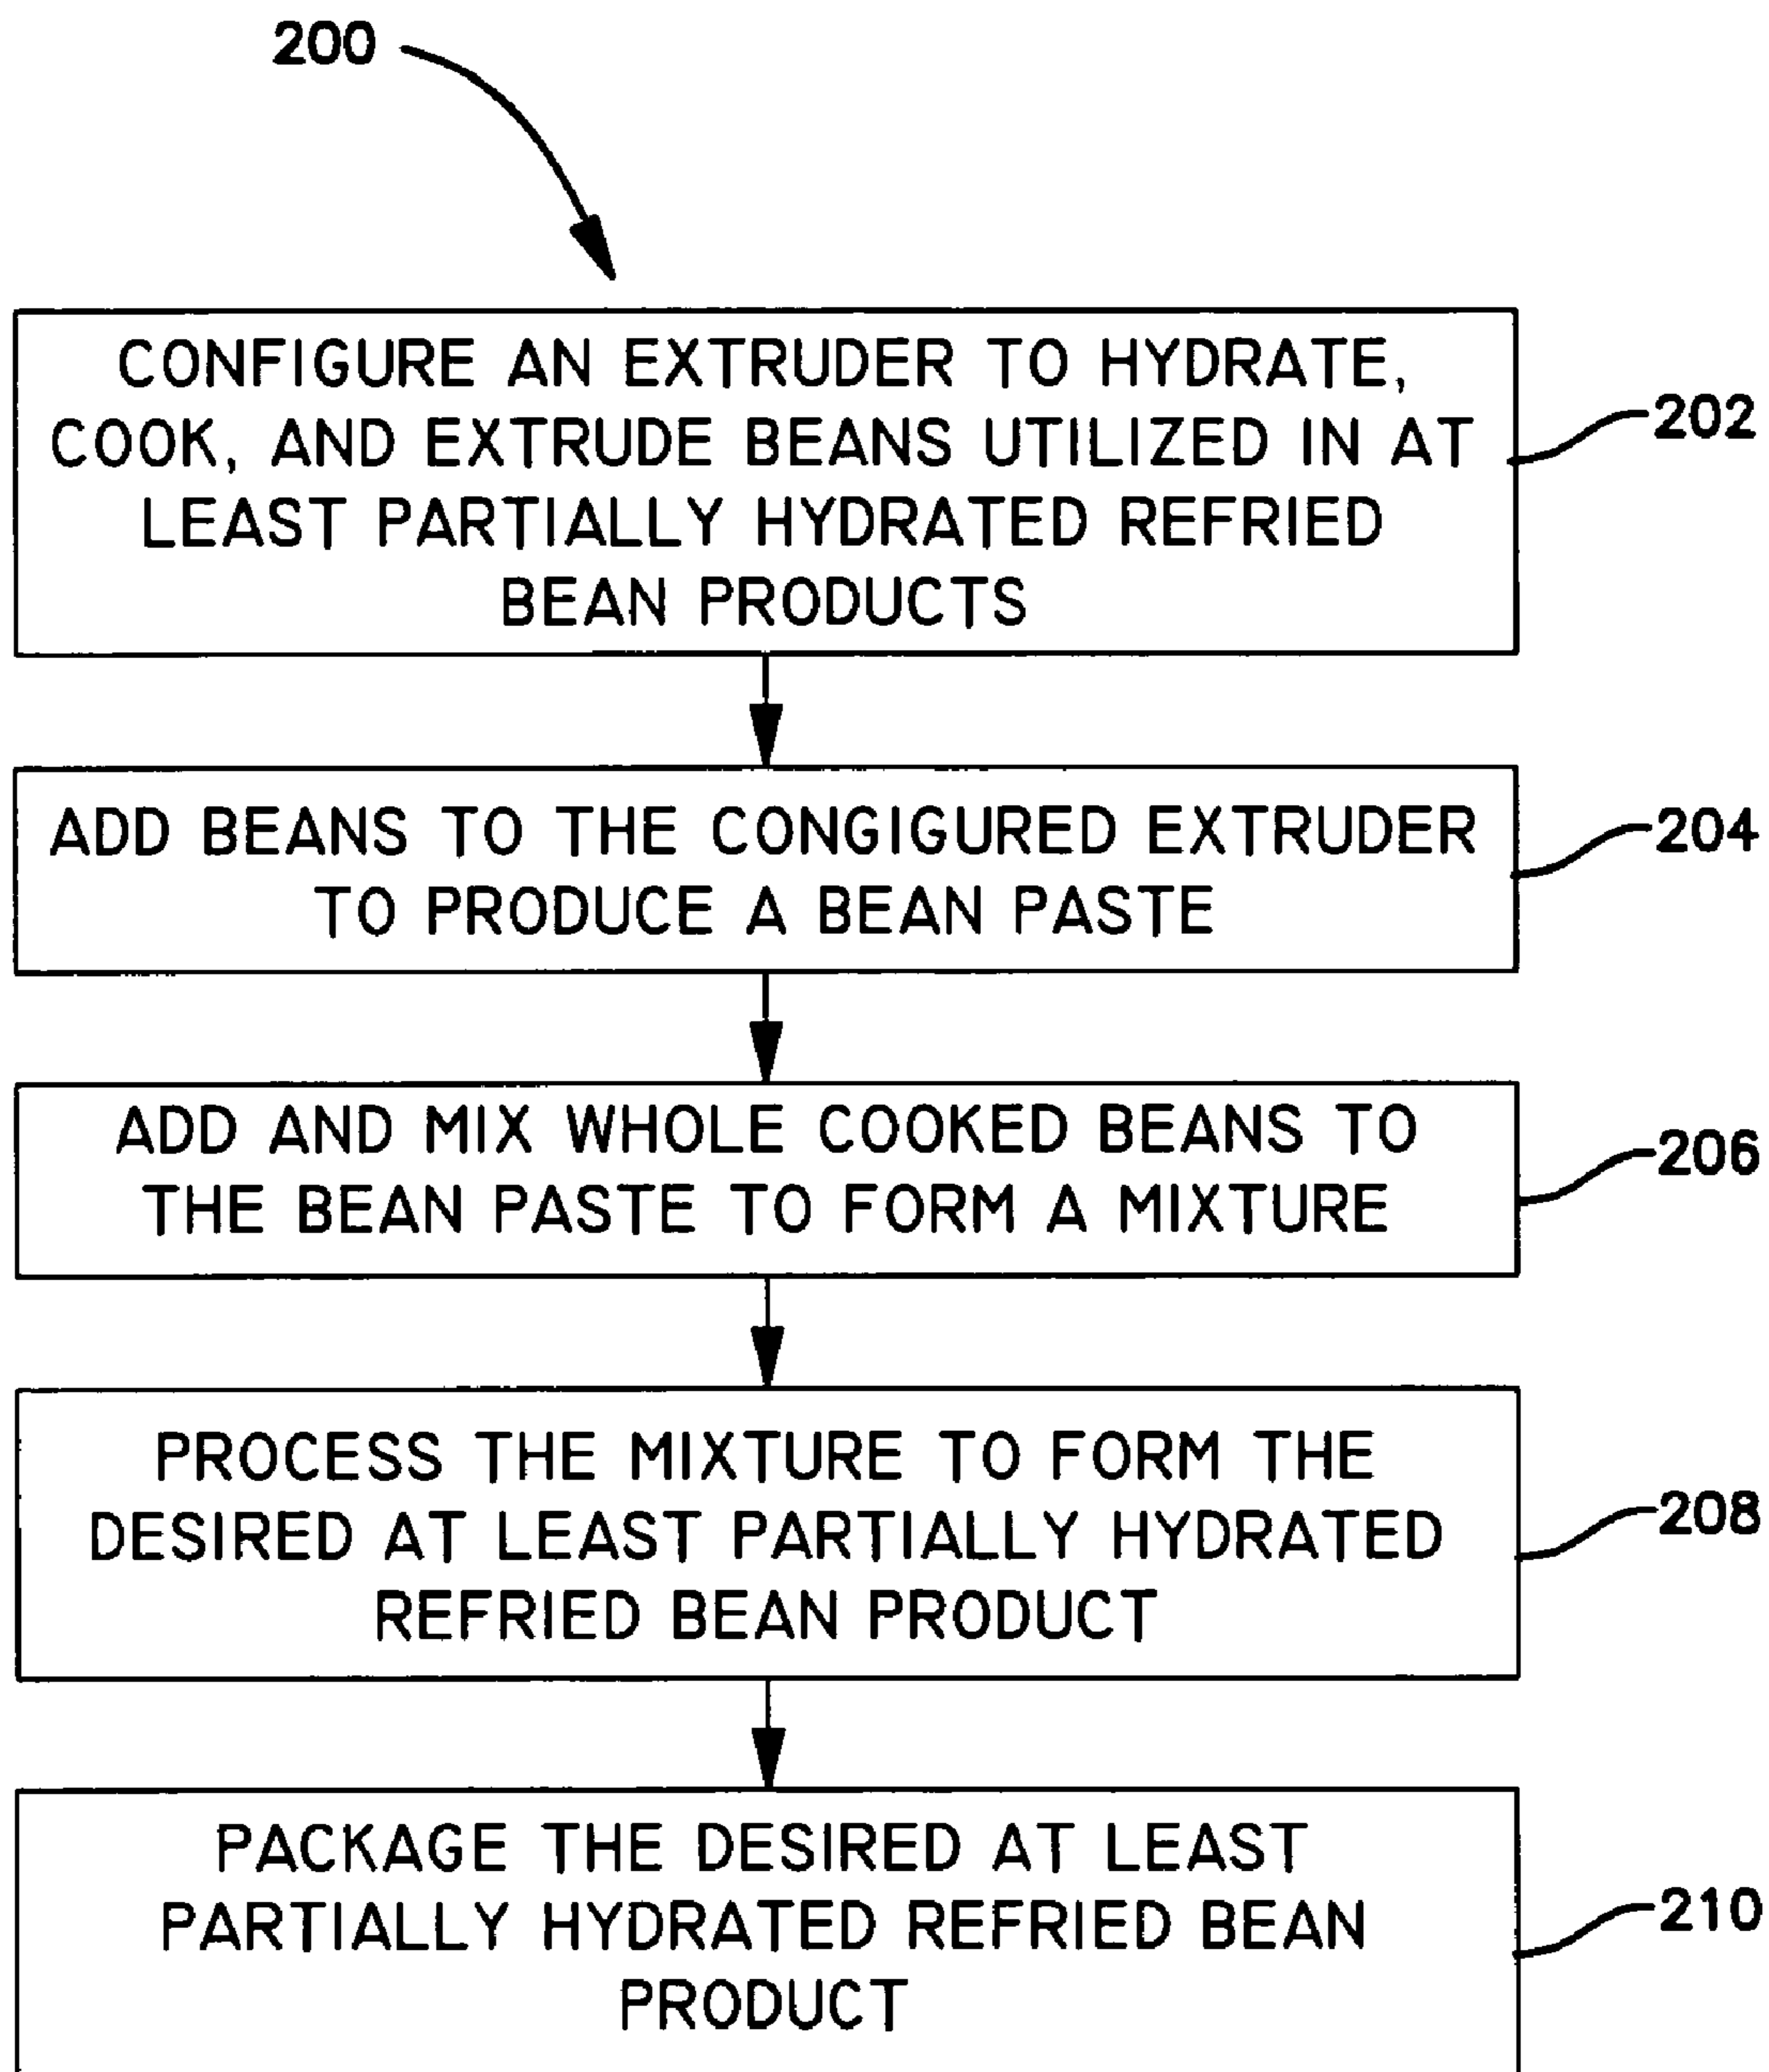 200
CONFIGURE AN EXTRUDER TO HYDRATE,
COOK, AND EXTRUDE BEANS UTILIZED IN AT
LEAST PARTIALLY HYDRATED REFRIED
BEAN PRODUCTS
202
ADD BEANS TO THE CONGIGURED EXTRUDER
TO PRODUCE A BEAN PASTE
204
ADD AND MIX WHOLE COOKED BEANS TO
THE BEAN PASTE TO FORM A MIXTURE
206
PROCESS THE MIXTURE TO FORM THE
DESIRED AT LEAST PARTIALLY HYDRATED
REFRIED BEAN PRODUCT
208
PACKAGE THE DESIRED AT LEAST
PARTIALLY HYDRATED REFRIED BEAN
PRODUCT
210